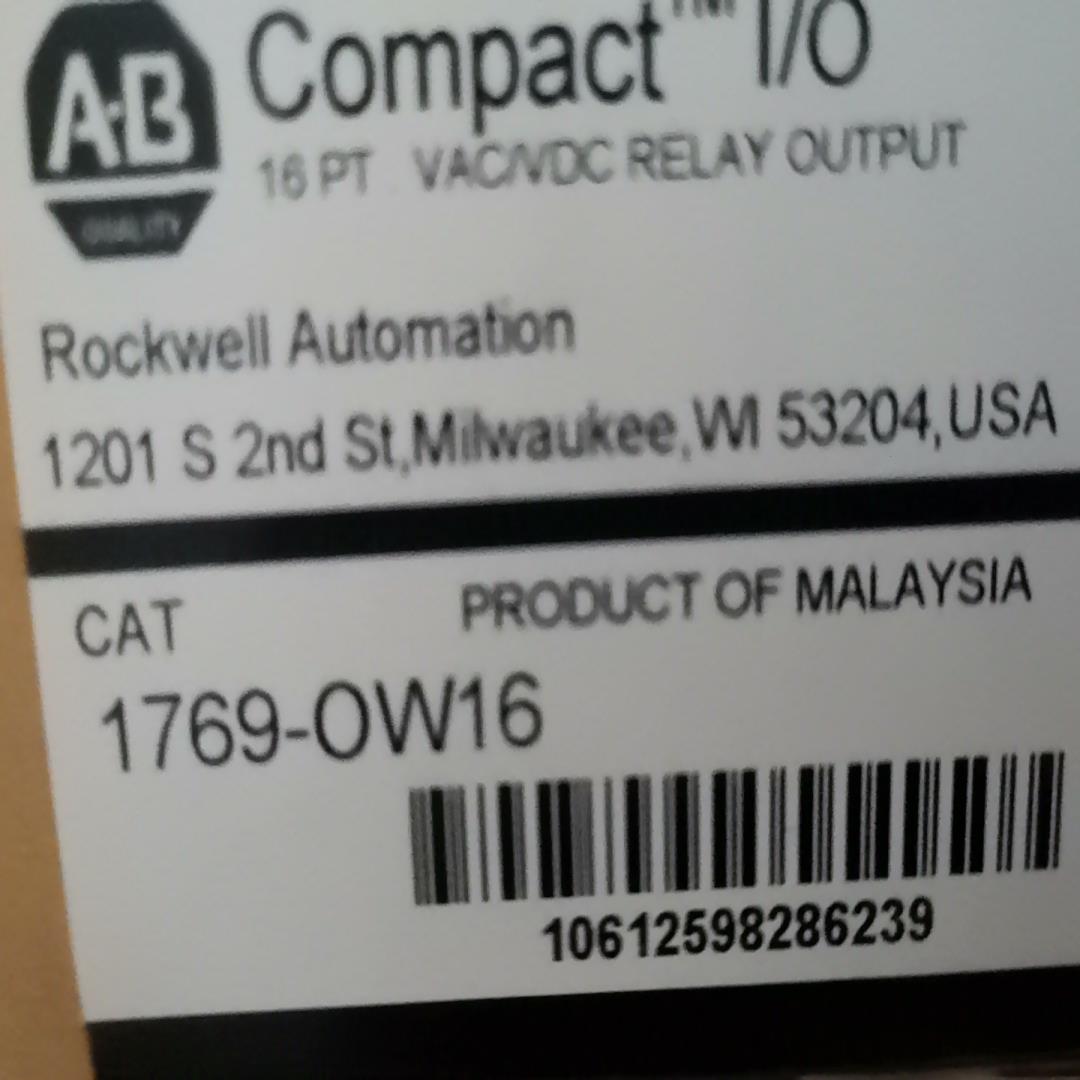 A·B
Compact™ I/O
16 PT VAC/VDC RELAY OUTPUT
QUALITY
Rockwell Automation
1201 S 2nd St,Milwaukee,WI 53204,USA
CAT
PRODUCT OF MALAYSIA
1769-OW16
10612598286239